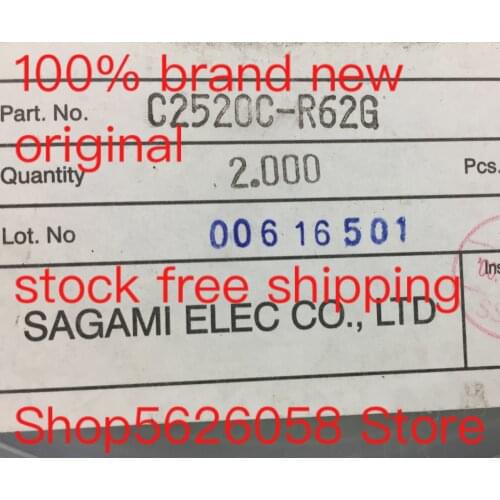 100% brand new
Part. No. C2520C-R62G
original
Quantity 2.000 Pcs.
Lot. No 00616501
stock free shipping
Ins
SAGAMI ELEC CO., LTD
Shop5626058 Store